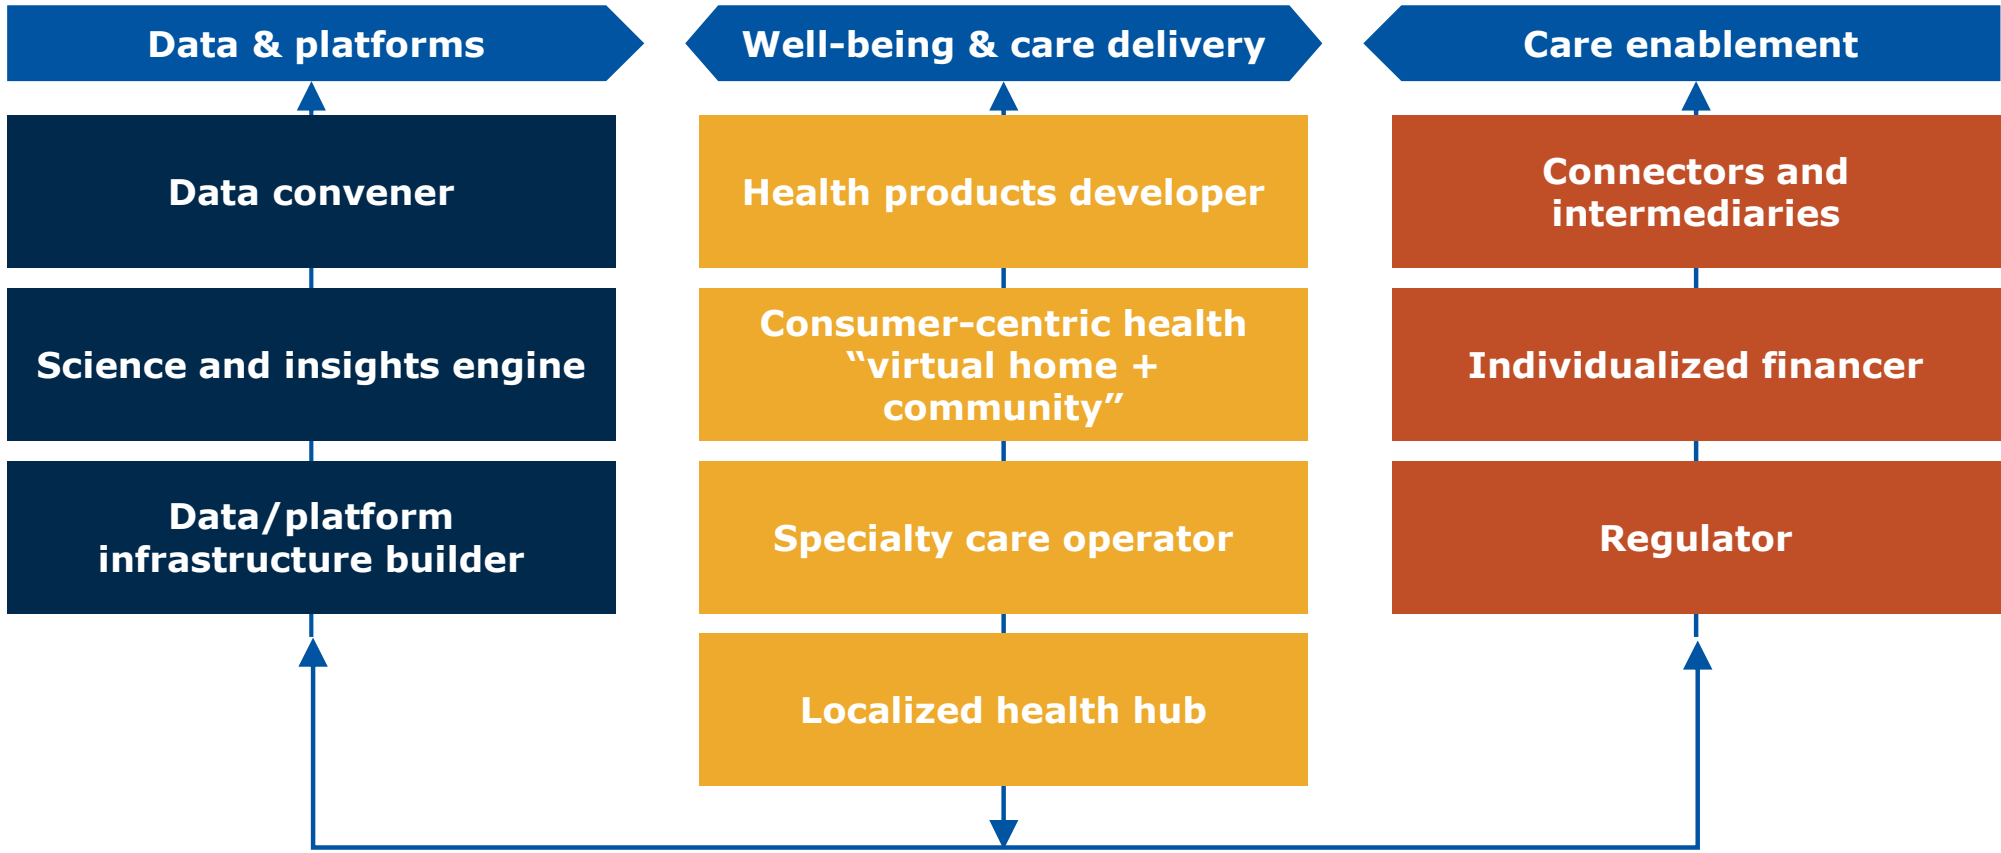 Data & platforms
Well-being & care delivery
Care enablement
Data convener
Health products developer
Connectors and
intermediaries
Science and insights engine
Consumer-centric health
“virtual home +
community”
Individualized financer
Data/platform
infrastructure builder
Specialty care operator
Regulator
Localized health hub